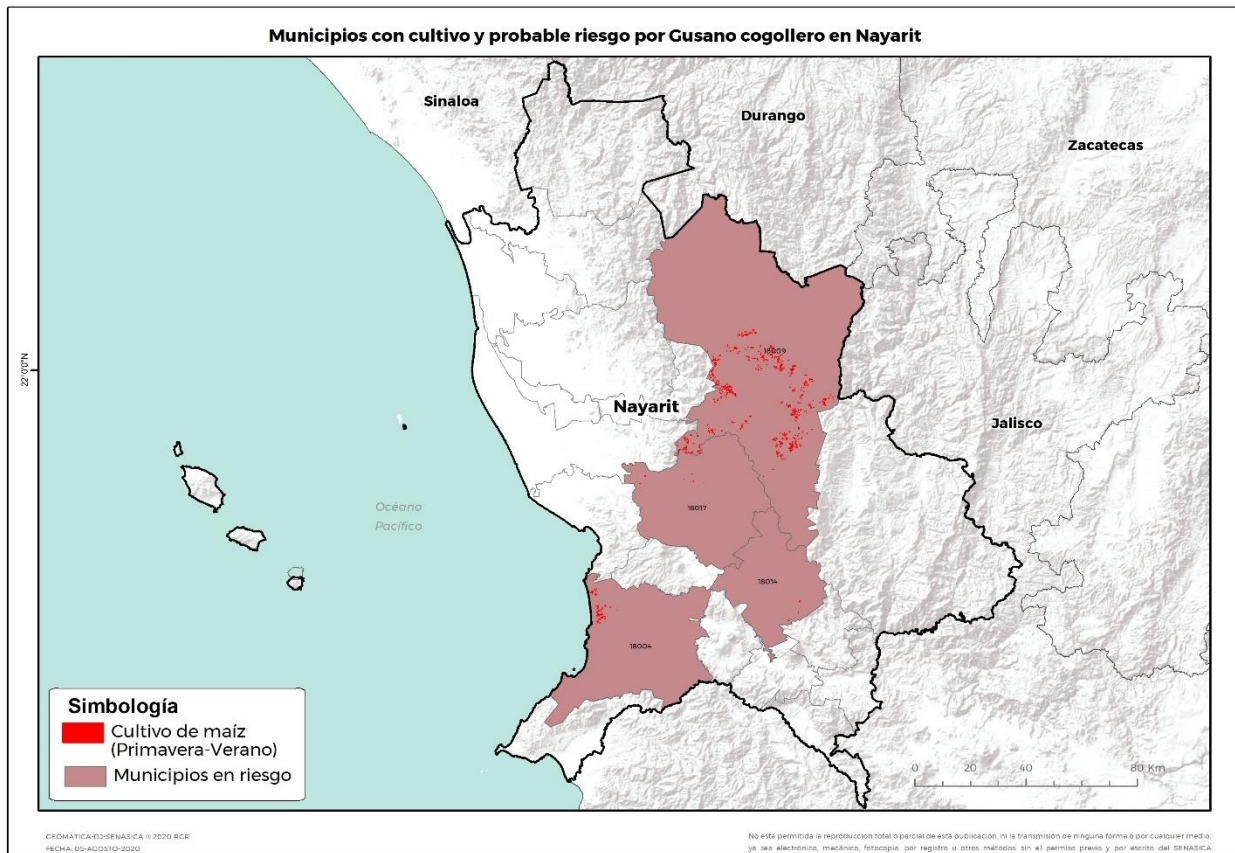 Municipios con cultivo y probable riesgo por Gusano cogollero en Nayarit
Sinaloa
Durango
Zacatecas
22°0'0"N
18009
Nayarit
Jalisco
Océano
Pacífico
18017
18014
18004
Simbología
Cultivo de maíz
(Primavera-Verano)
Municipios en riesgo
0 40 80 Km
GEOMATICA-DJ-SENASICA © 2020 RGR
FECHA: 05-AGOSTO-2020
No está permitida la reproducción total o parcial de esta publicación, ni la transmisión de ninguna forma o por cualquier medio,
ya sea electrónico, mecánico, fotocopia, por registro u otros métodos sin el permiso previo y por escrito del SENASICA.